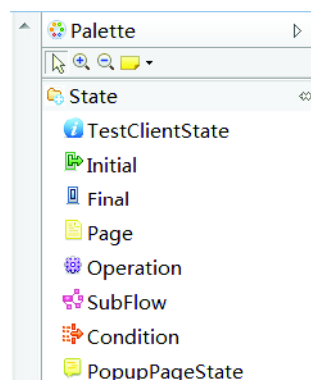 Palette
State
TestClientState
Initial
Final
Page
Operation
SubFlow
Condition
PopupPageState